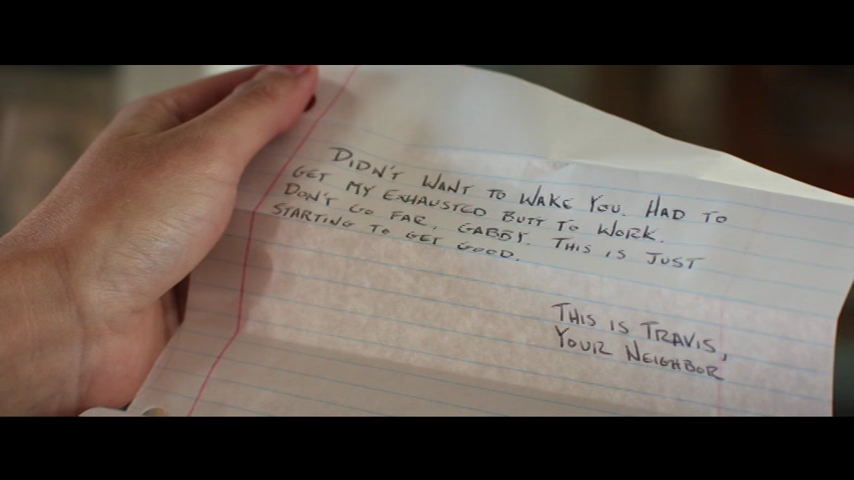 DIDN'T WANT TO WAKE YOU. HAD TO
GET MY EXHAUSTED BUTT TO WORK.
DON'T GO FAR, GABBY. THIS IS JUST
STARTING TO GET GOOD.
THIS IS TRAVIS,
YOUR NEIGHBOR